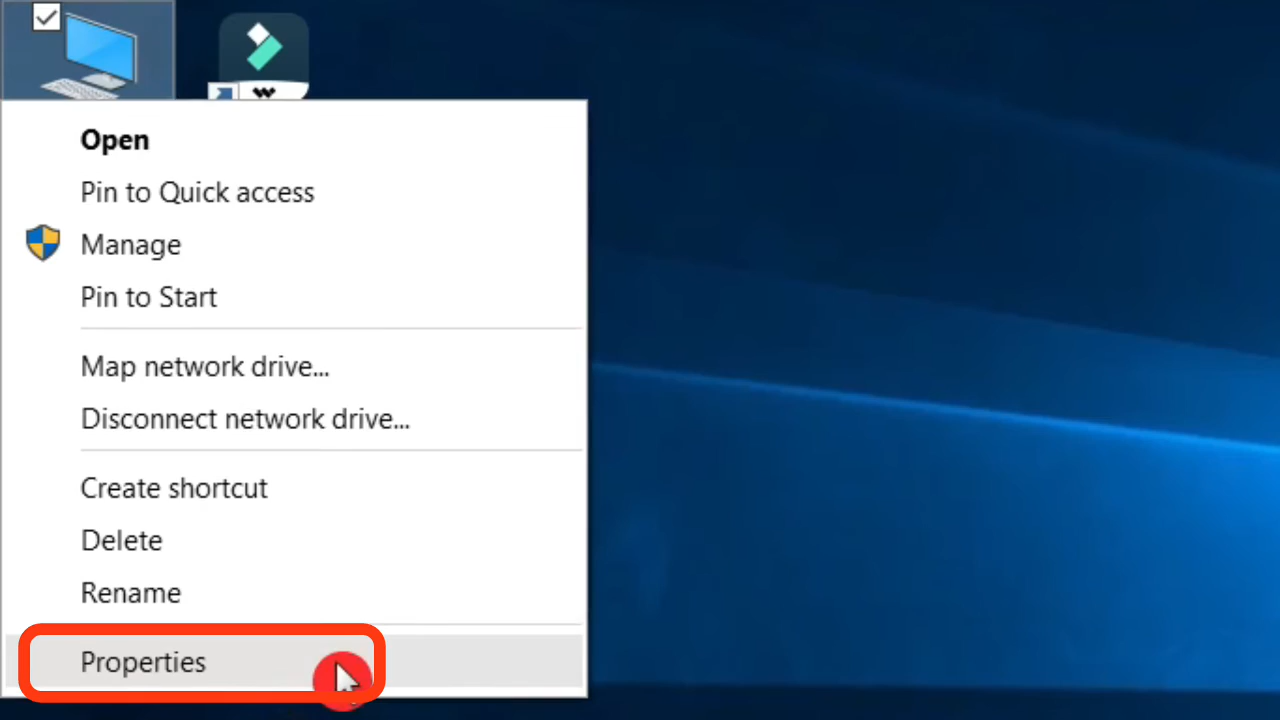 Open
Pin to Quick access
Manage
Pin to Start
Map network drive...
Disconnect network drive...
Create shortcut
Delete
Rename
Properties